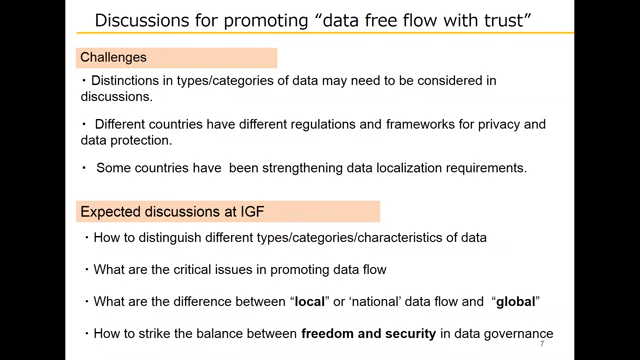 Discussions for promoting “data free flow with trust”
Challenges
・ Distinctions in types/categories of data may need to be considered in
discussions.
・ Different countries have different regulations and frameworks for privacy and
data protection.
・ Some countries have been strengthening data localization requirements.
Expected discussions at IGF
・ How to distinguish different types/categories/characteristics of data
・ What are the critical issues in promoting data flow
・ What are the difference between “local” or ‘national’ data flow and “global”
・ How to strike the balance between freedom and security in data governance
7